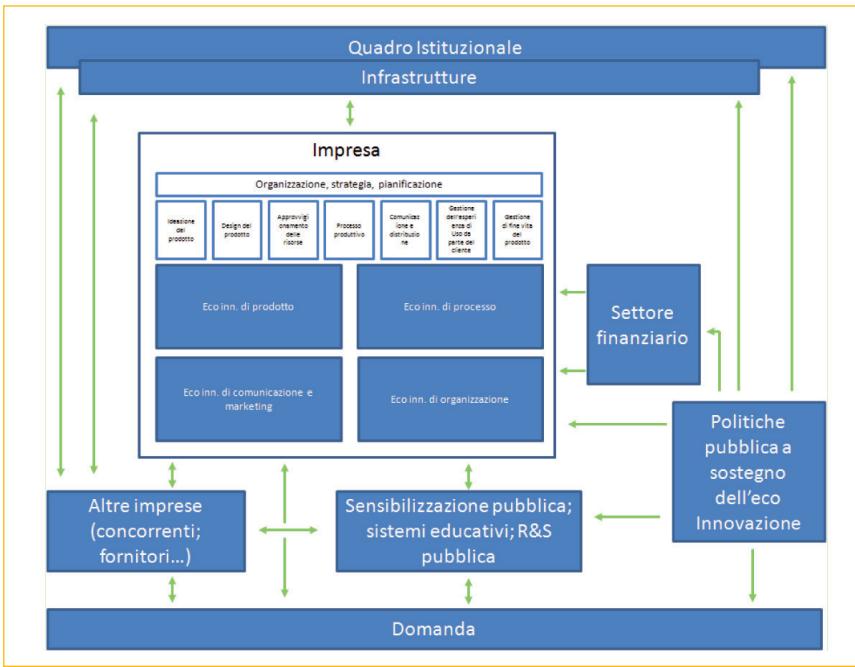 Quadro Istituzionale
Infrastrutture
Impresa
Organizzazione, strategia, pianificazione
Ideazione
del
prodotto
Design del
prodotto
Approvvigi
onamento
delle
risorse
Processo
produttivo
Comunicaz
ione e
distribuzio
ne
Gestione
dell'esperi
enza di
Uso da
parte del
cliente
Gestione
di fine vita
del
prodotto
Eco inn. di prodotto
Eco inn. di processo
Eco inn. di comunicazione e
marketing
Eco inn. di organizzazione
Settore
finanziario
Politiche
pubblica a
sostegno
dell'eco
Innovazione
Altre imprese
(concorrenti;
fornitori...)
Sensibilizzazione pubblica;
sistemi educativi; R&S
pubblica
Domanda